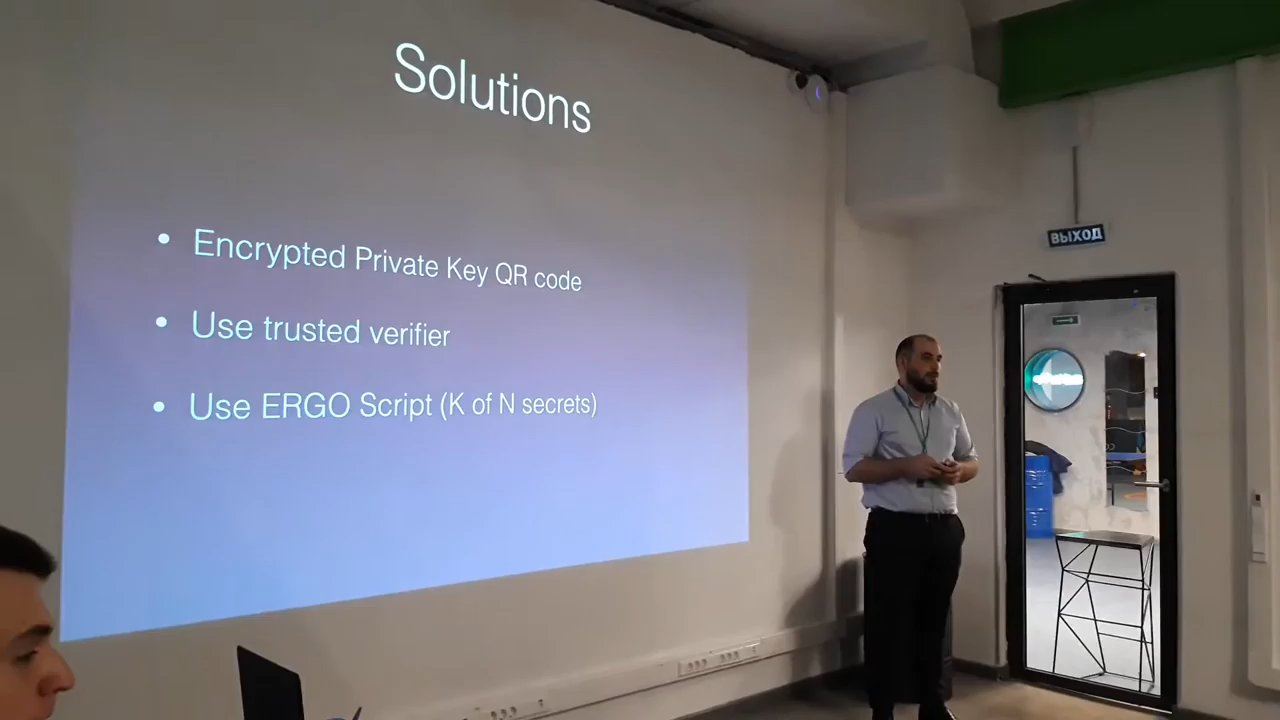 Solutions
• Encrypted Private Key QR code
• Use trusted verifier
• Use ERGO Script (K of N secrets)
ВЫХОД